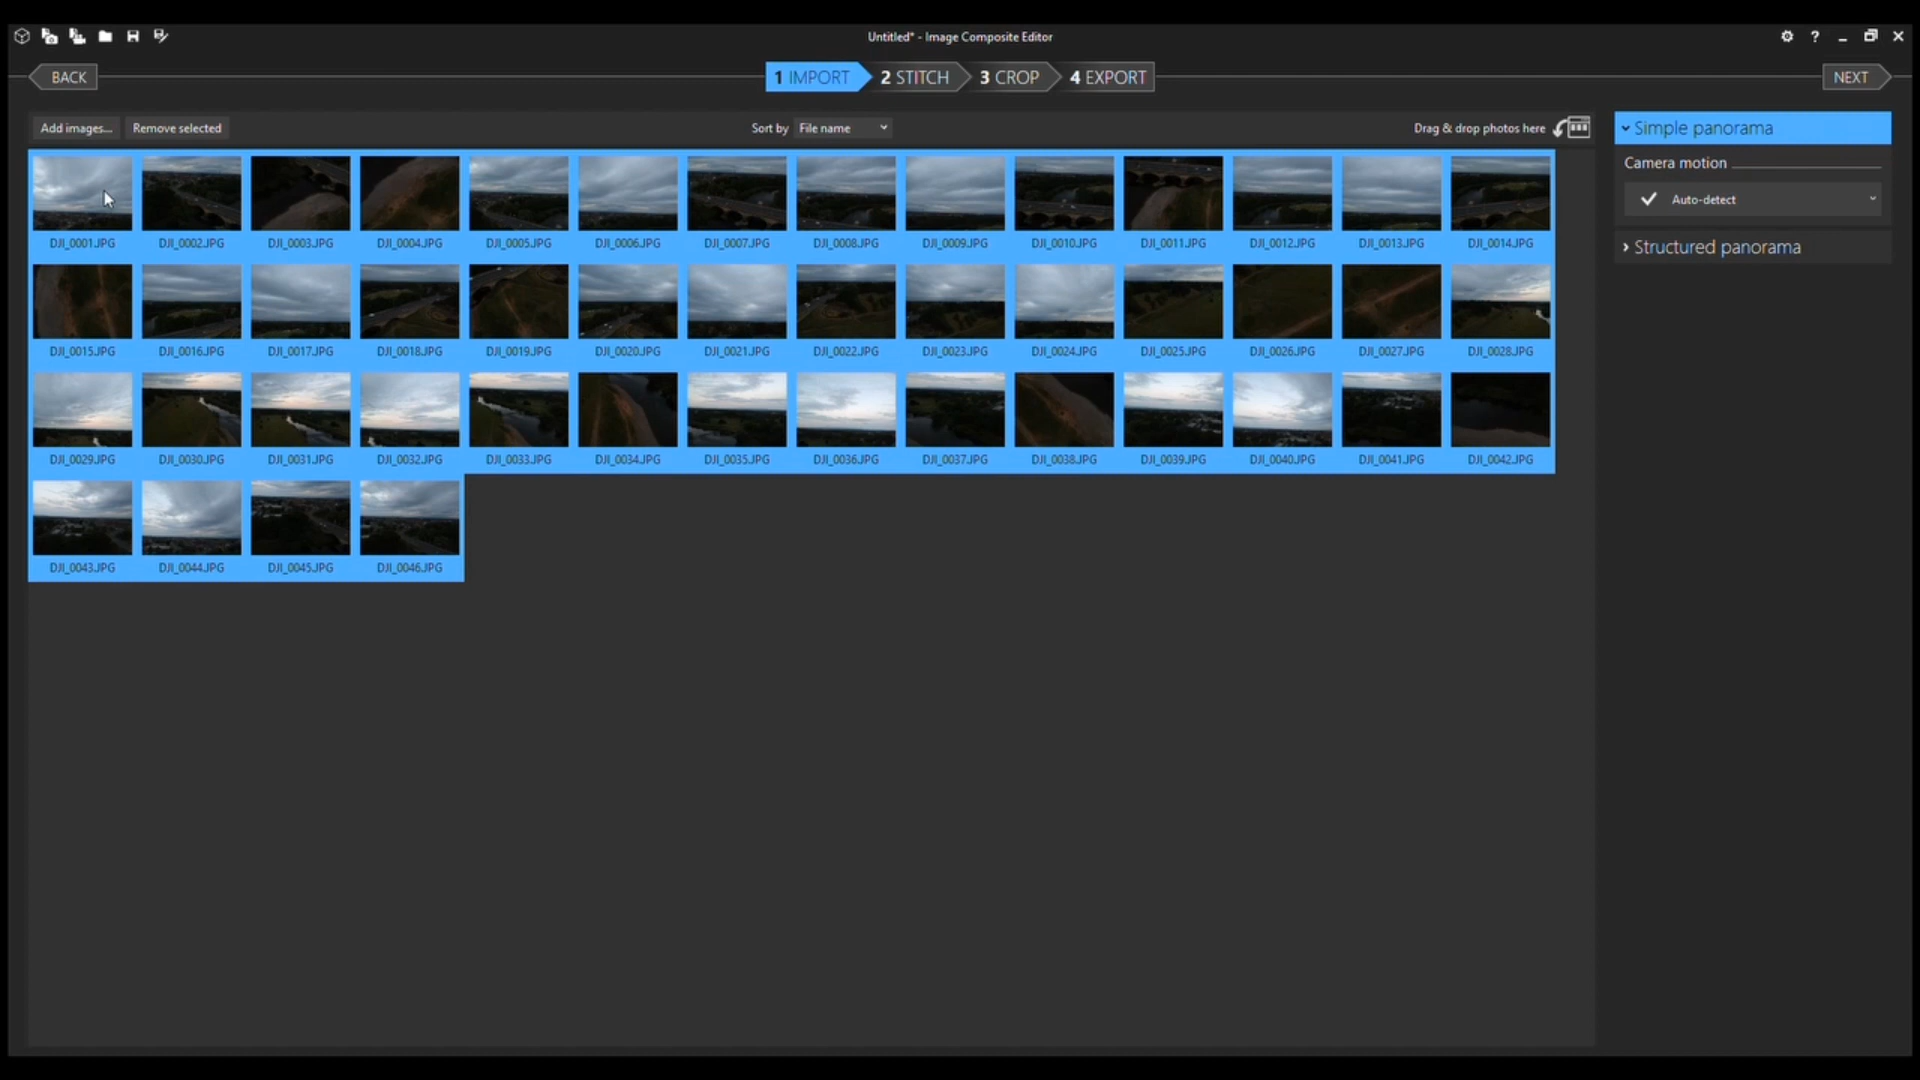 Untitled* - Image Composite Editor
BACK
1 IMPORT
2 STITCH
3 CROP
4 EXPORT
NEXT
Add images...
Remove selected
Sort by File name
Drag & drop photos here
Simple panorama
Camera motion
Auto-detect
Structured panorama
DJI_0001.JPG DJI_0002.JPG DJI_0003.JPG DJI_0004.JPG DJI_0005.JPG DJI_0006.JPG DJI_0007.JPG DJI_0008.JPG DJI_0009.JPG DJI_0010.JPG DJI_0011.JPG DJI_0012.JPG DJI_0013.JPG DJI_0014.JPG
DJI_0015.JPG DJI_0016.JPG DJI_0017.JPG DJI_0018.JPG DJI_0019.JPG DJI_0020.JPG DJI_0021.JPG DJI_0022.JPG DJI_0023.JPG DJI_0024.JPG DJI_0025.JPG DJI_0026.JPG DJI_0027.JPG DJI_0028.JPG
DJI_0029.JPG DJI_0030.JPG DJI_0031.JPG DJI_0032.JPG DJI_0033.JPG DJI_0034.JPG DJI_0035.JPG DJI_0036.JPG DJI_0037.JPG DJI_0038.JPG DJI_0039.JPG DJI_0040.JPG DJI_0041.JPG DJI_0042.JPG
DJI_0043.JPG DJI_0044.JPG DJI_0045.JPG DJI_0046.JPG